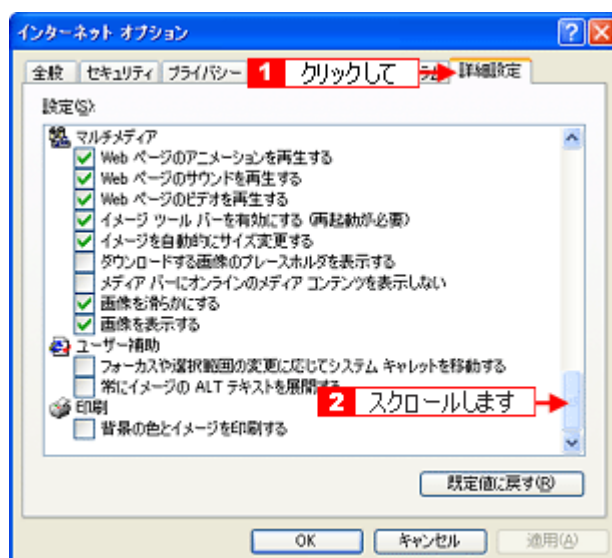 インターネット オプション
全般 セキュリティ プライバシー 1 クリックして 詳細設定
設定(S):
マルチメディア
Web ページのアニメーションを再生する
Web ページのサウンドを再生する
Web ページのビデオを再生する
イメージ ツール バーを有効にする (再起動が必要)
イメージを自動的にサイズ変更する
ダウンロードする画像のプレースホルダを表示する
メディア バーにオンラインのメディア コンテンツを表示しない
画像を滑らかにする
画像を表示する
ユーザー補助
フォーカスや選択範囲の変更に応じてシステム キャレットを移動する
常にイメージの ALT テキストを展開する
2 スクロールします
印刷
背景の色とイメージを印刷する
既定値に戻す(R)
OK キャンセル 適用(A)